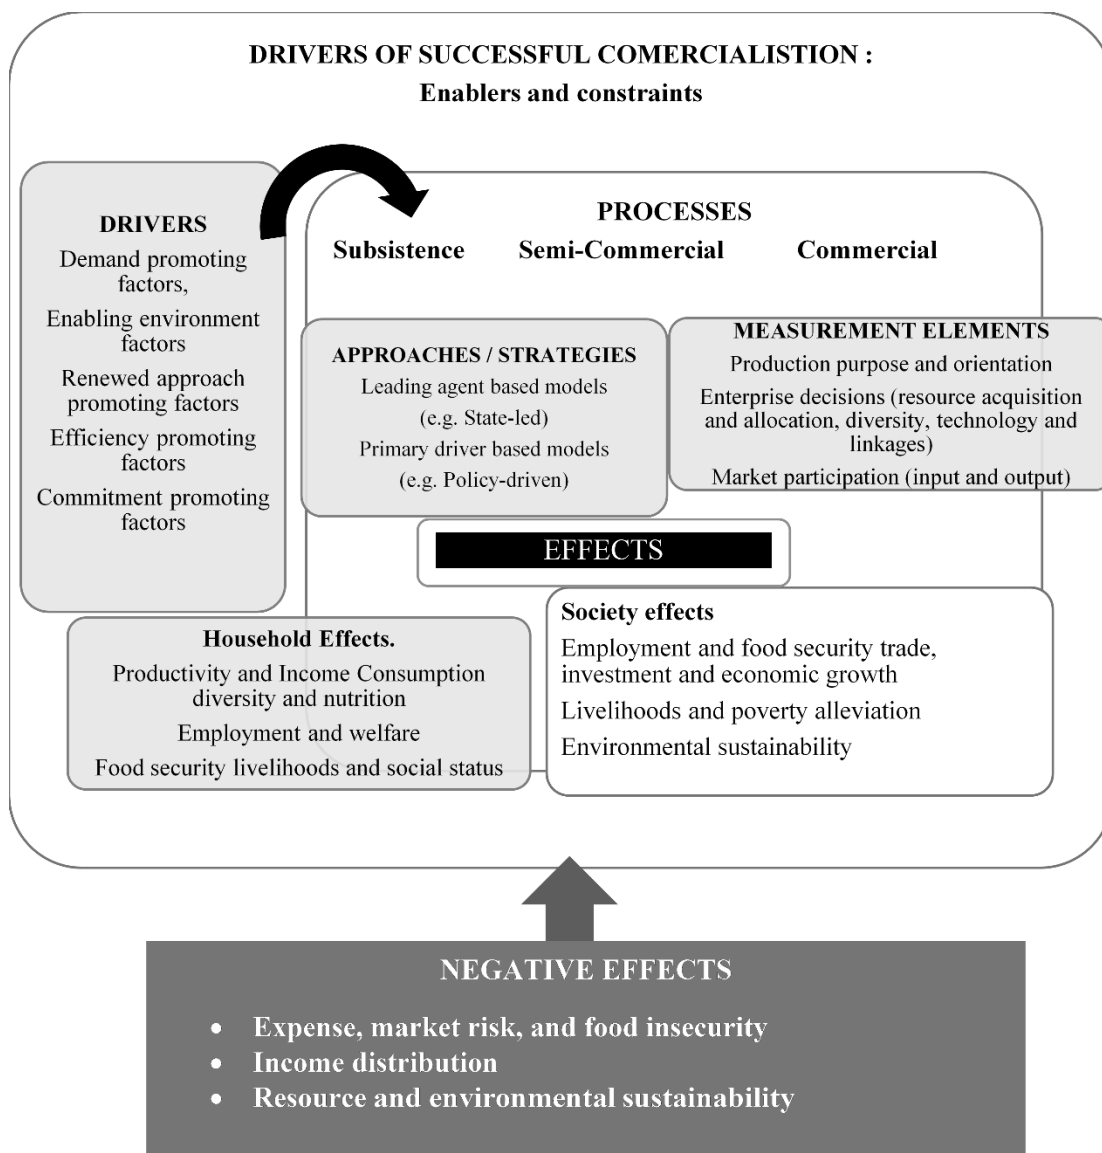 DRIVERS OF SUCCESSFUL COMERCIALISTION :
Enablers and constraints
DRIVERS
Demand promoting
factors,
Enabling environment
factors
Renewed approach
promoting factors
Efficiency promoting
factors
Commitment promoting
factors
PROCESSES
Subsistence Semi-Commercial Commercial
APPROACHES / STRATEGIES
Leading agent based models
(e.g. State-led)
Primary driver based models
(e.g. Policy-driven)
MEASUREMENT ELEMENTS
Production purpose and orientation
Enterprise decisions (resource acquisition
and allocation, diversity, technology and
linkages)
Market participation (input and output)
EFFECTS
Household Effects.
Productivity and Income Consumption
diversity and nutrition
Employment and welfare
Food security livelihoods and social status
Society effects
Employment and food security trade,
investment and economic growth
Livelihoods and poverty alleviation
Environmental sustainability
NEGATIVE EFFECTS
• Expense, market risk, and food insecurity
• Income distribution
• Resource and environmental sustainability